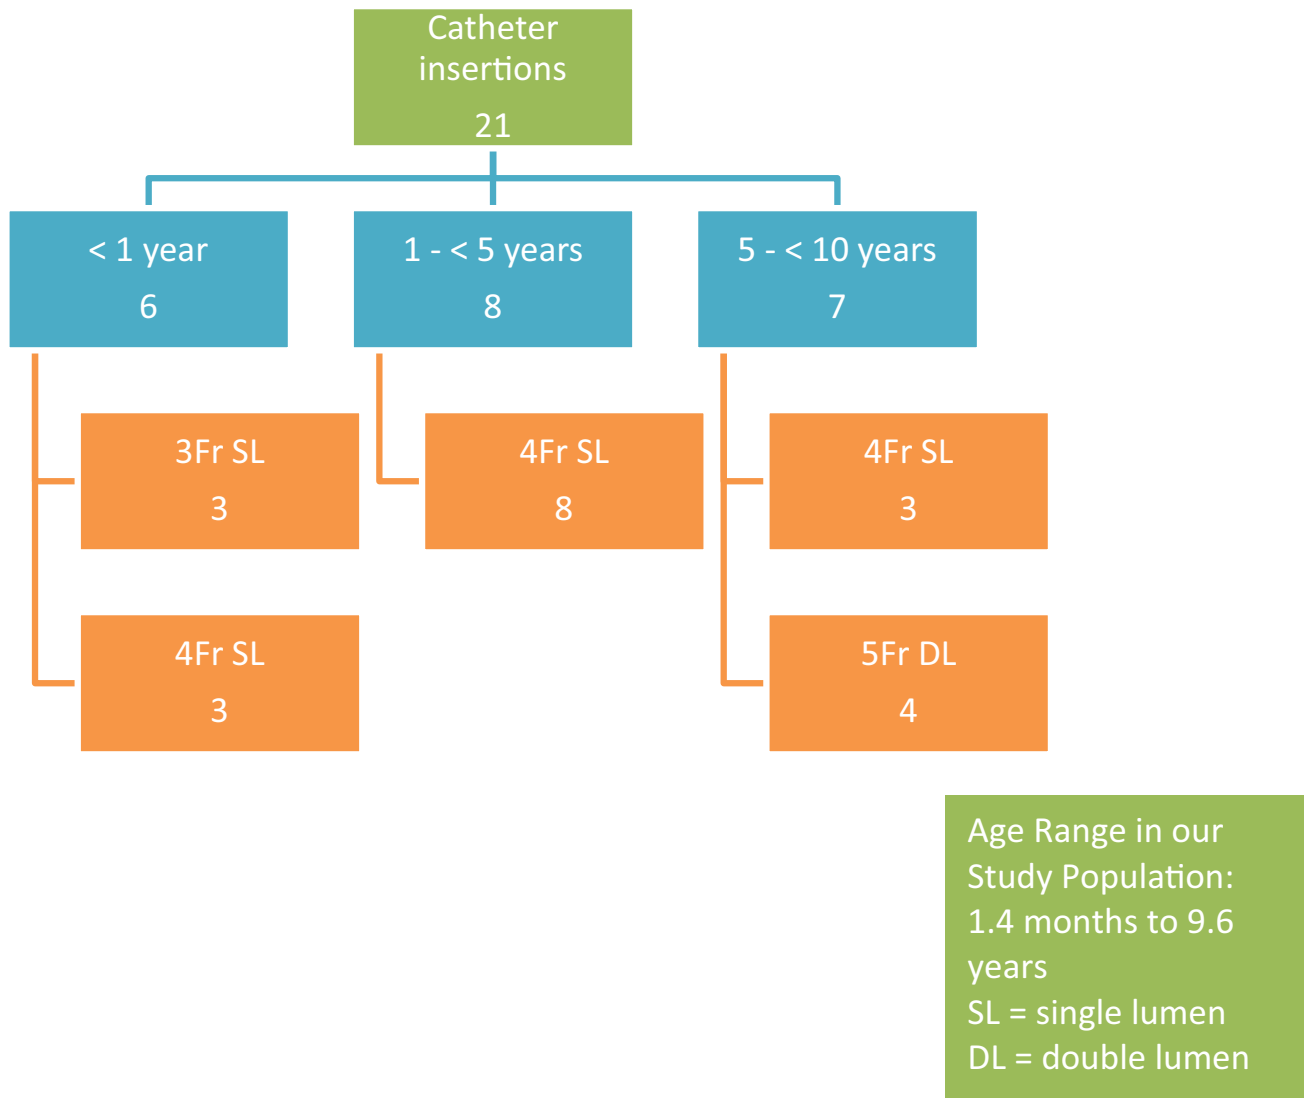 Catheter
insertions
21
< 1 year
6
1 - < 5 years
8
5 - < 10 years
7
3Fr SL
3
4Fr SL
8
4Fr SL
3
4Fr SL
3
5Fr DL
4
Age Range in our
Study Population:
1.4 months to 9.6
years
SL = single lumen
DL = double lumen